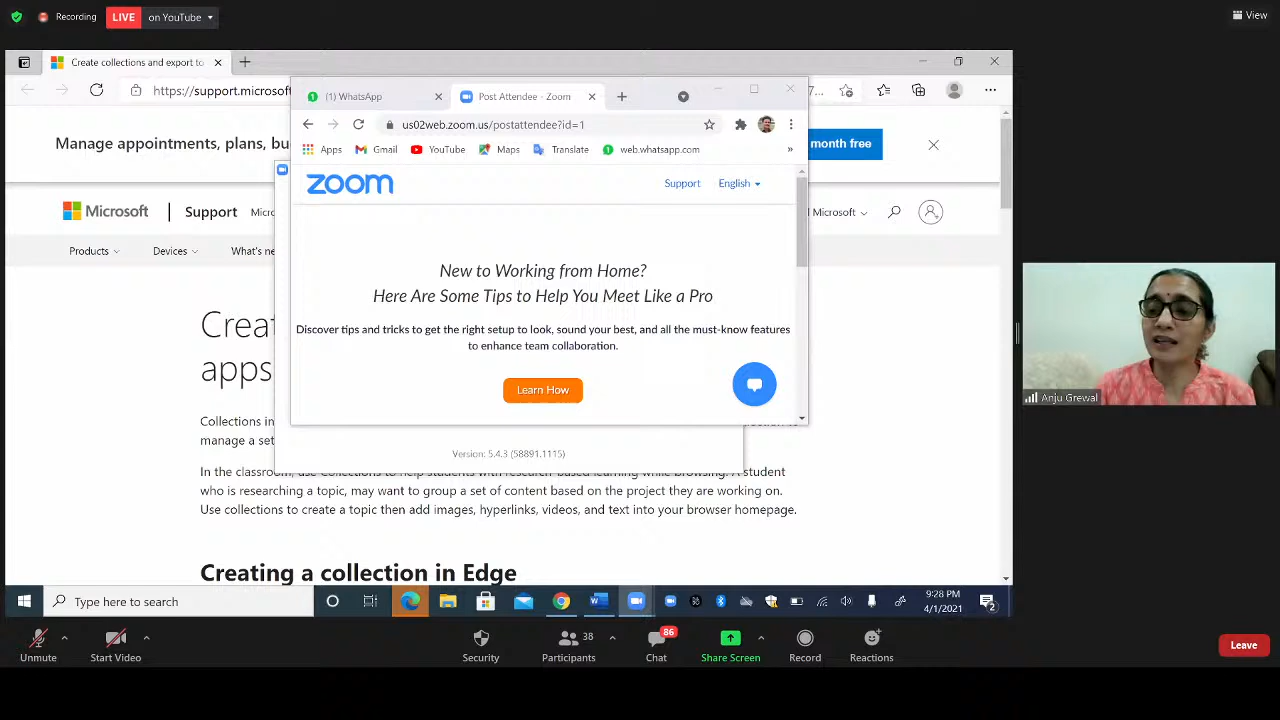 Recording
LIVE
on YouTube
View
Create collections and export to
https://support.microsof
7...
Manage appointments, plans, bu
month free
(1) WhatsApp
Post Attendee - Zoom
us02web.zoom.us/postattendee?id=1
Apps
Gmail
YouTube
Maps
Translate
web.whatsapp.com
»
zoom
Support
English
Microsoft
Support
Micro
Microsoft
Products
Devices
What's ne
New to Working from Home?
Here Are Some Tips to Help You Meet Like a Pro
Discover tips and tricks to get the right setup to look, sound your best, and all the must-know features
to enhance team collaboration.
Learn How
Creat
apps
Collections in
manage a set
Version: 5.4.3 (58891.1115)
In the classroom, use Collections to help students with research-based learning while browsing. A student
who is researching a topic, may want to group a set of content based on the project they are working on.
Use collections to create a topic then add images, hyperlinks, videos, and text into your browser homepage.
Creating a collection in Edge
Anju Grewal
Type here to search
9:28 PM
4/1/2021
2
Unmute
Start Video
Security
38
Participants
86
Chat
Share Screen
Record
Reactions
Leave